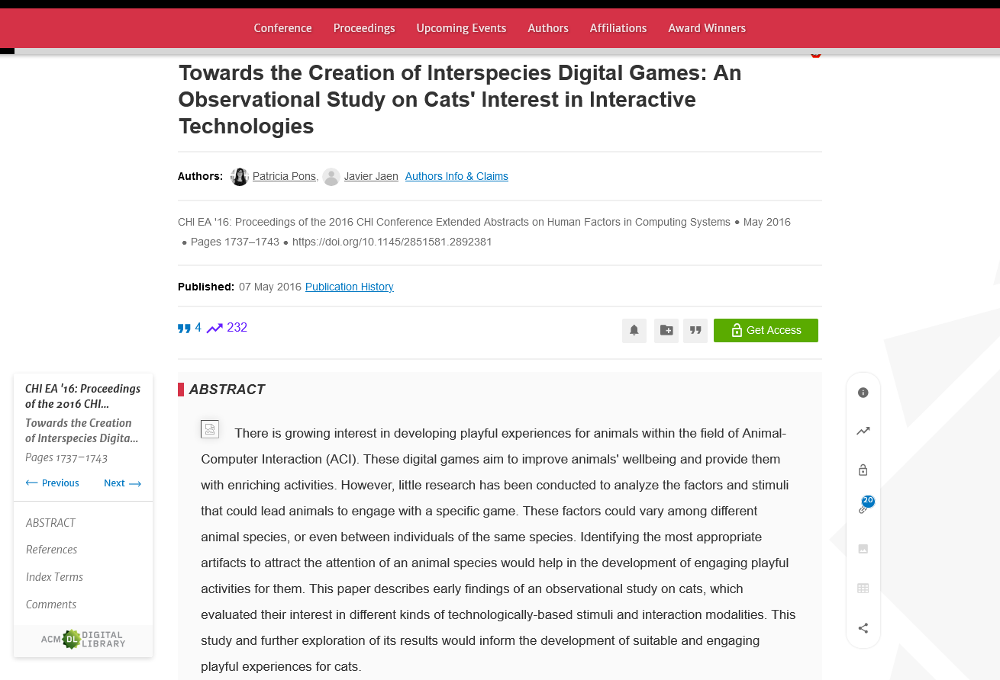 Conference Proceedings Upcoming Events Authors Affiliations Award Winners
Towards the Creation of Interspecies Digital Games: An
Observational Study on Cats' Interest in Interactive
Technologies
Authors: Patricia Pons, Javier Jaen Authors Info & Claims
CHI EA '16: Proceedings of the 2016 CHI Conference Extended Abstracts on Human Factors in Computing Systems • May 2016
• Pages 1737–1743 • https://doi.org/10.1145/2851581.2892381
Published: 07 May 2016 Publication History
4 232
Get Access
CHI EA '16: Proceedings
of the 2016 CHI...
Towards the Creation
of Interspecies Digita...
Pages 1737–1743
Previous Next
ABSTRACT
References
Index Terms
Comments
ACM DL DIGITAL
LIBRARY
ABSTRACT
There is growing interest in developing playful experiences for animals within the field of Animal-
Computer Interaction (ACI). These digital games aim to improve animals' wellbeing and provide them
with enriching activities. However, little research has been conducted to analyze the factors and stimuli
that could lead animals to engage with a specific game. These factors could vary among different
animal species, or even between individuals of the same species. Identifying the most appropriate
artifacts to attract the attention of an animal species would help in the development of engaging playful
activities for them. This paper describes early findings of an observational study on cats, which
evaluated their interest in different kinds of technologically-based stimuli and interaction modalities. This
study and further exploration of its results would inform the development of suitable and engaging
playful experiences for cats.
20